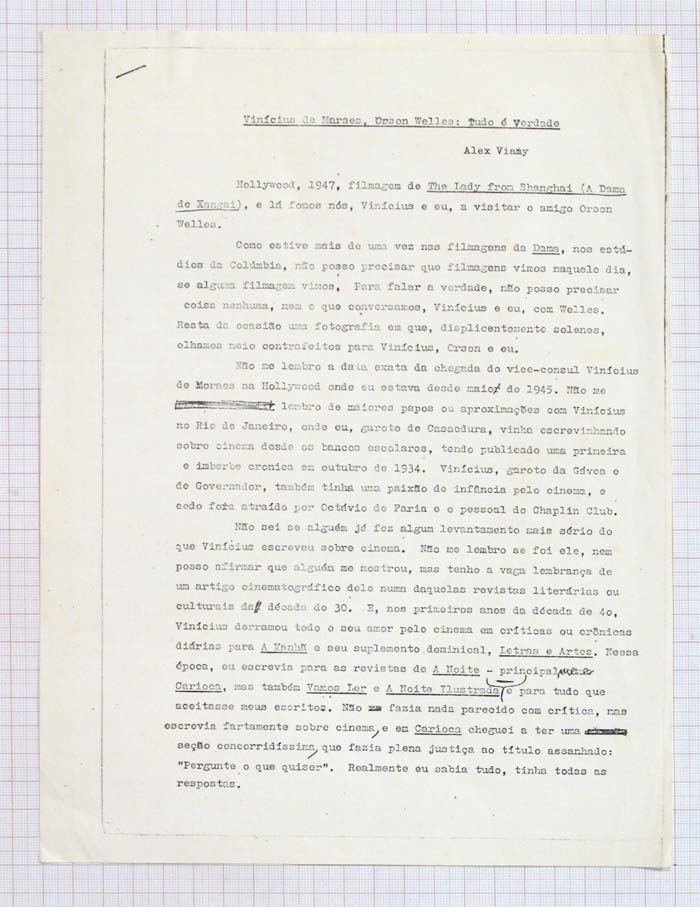 Vinícius de Moraes, Orson Welles: Tudo é Verdade
Alex Viany
Hollywood, 1947, filmagem de The Lady from Shanghai (A Dama
de Xangai), e lá fomos nós, Vinícius e eu, a visitar o amigo Orson
Welles.
Como estive mais de uma vez nas filmagens da Dama, nos estú-
dios da Colúmbia, não posso precisar que filmagens vimos naquele dia,
se alguma filmagem vimos. Para falar a verdade, não posso precisar
coisa nenhuma, nem o que conversamos, Vinícius e eu, com Welles.
Resta da ocasião uma fotografia em que, displicentemente solenes,
olhamos meio contrafeitos para Vinícius, Orson e eu.
Não me lembro a data exata da chegada do vice-consul Vinícius
de Moraes na Hollywood onde eu estava desde maio de 1945. Não me
lembro de maiores papos ou aproximações com Vinícius
no Rio de Janeiro, onde eu, garoto de Cascadura, vinha escrevinhando
sobre cinema desde os bancos escolares, tendo publicado uma primeira
e imberbe cronica em outubro de 1934. Vinícius, garoto da Gávea e
de Governador, também tinha uma paixão de infância pelo cinema, e
cedo fora atraído por Octávio de Faria e o pessoal do Chaplin Club.
Não sei se alguém já fez algum levantamento mais sério do
que Vinícius escreveu sobre cinema. Não me lembro se foi ele, nem
posso afirmar que alguém me mostrou, mas tenho a vaga lembrança de
um artigo cinematográfico dele numa daquelas revistas literárias ou
culturais da década de 30. E, nos primeiros anos da década de 40,
Vinícius derramou todo o seu amor pelo cinema em críticas ou crônicas
diárias para A Manhã e seu suplemento dominical, Letras e Artes. Nessa
época, eu escrevia para as revistas de A Noite - principalmente
Carioca, mas também Vamos Ler e A Noite Ilustrada, e para tudo que
aceitasse meus escritos. Não fazia nada parecido com crítica, mas
escrevia fartamente sobre cinema, e em Carioca cheguei a ter uma
seção concorridíssima, que fazia plena justiça ao título assanhado:
"Pergunte o que quiser". Realmente eu sabia tudo, tinha todas as
respostas.